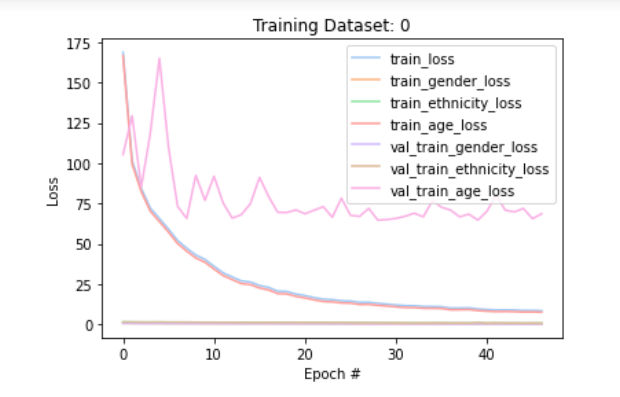 Training Dataset: 0
175
150
125
100
75
50
25
0
Loss
train_loss
train_gender_loss
train_ethnicity_loss
train_age_loss
val_train_gender_loss
val_train_ethnicity_loss
val_train_age_loss
0
10
20
30
40
Epoch #